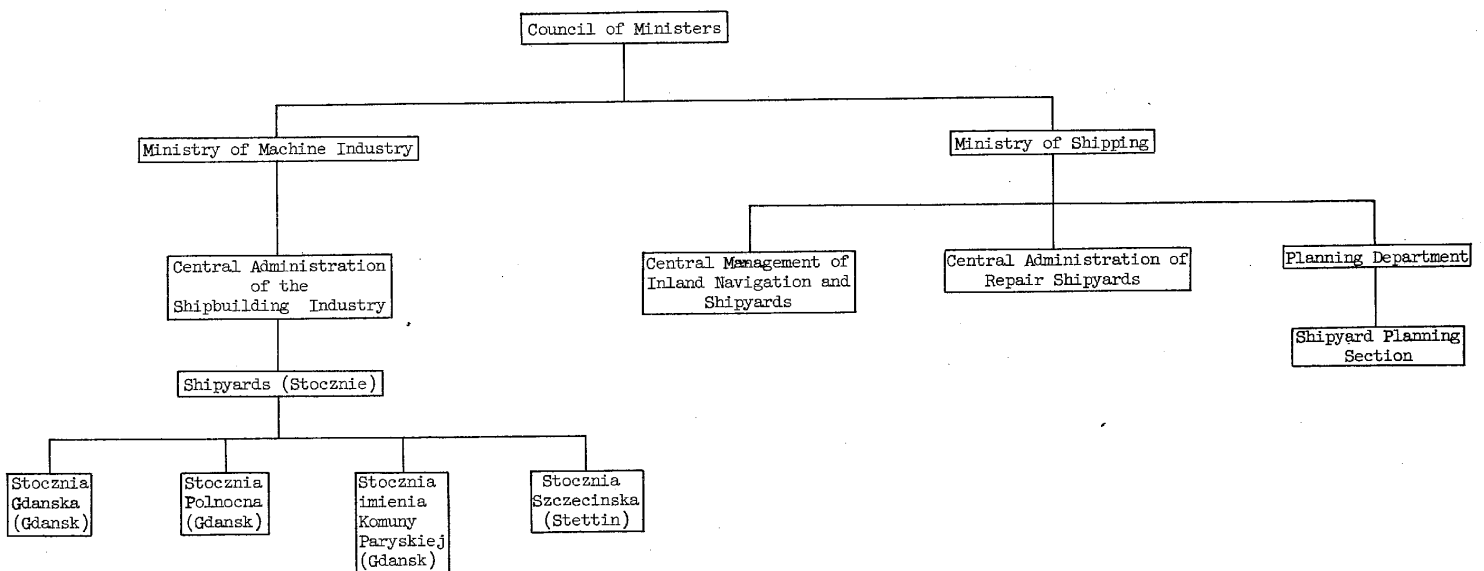 Council of Ministers
Ministry of Machine Industry
Ministry of Shipping
Central Administration
of the
Shipbuilding Industry
Central Management of
Inland Navigation and
Shipyards
Central Administration of
Repair Shipyards
Planning Department
Shipyard Planning
Section
Shipyards (Stocznie)
Stocznia
Gdanska
(Gdansk)
Stocznia
Polnocna
(Gdansk)
Stocznia
imienia
Komuny
Paryskiej
(Gdansk)
Stocznia
Szczecinska
(Stettin)